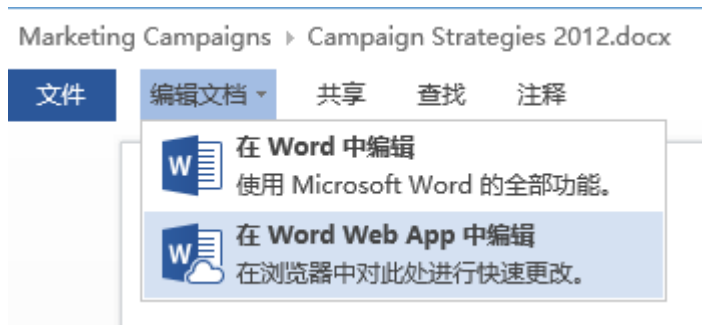 Marketing Campaigns ▸ Campaign Strategies 2012.docx
文件 编辑文档 共享 查找 注释
在 Word 中编辑
使用 Microsoft Word 的全部功能。
在 Word Web App 中编辑
在浏览器中对此处进行快速更改。